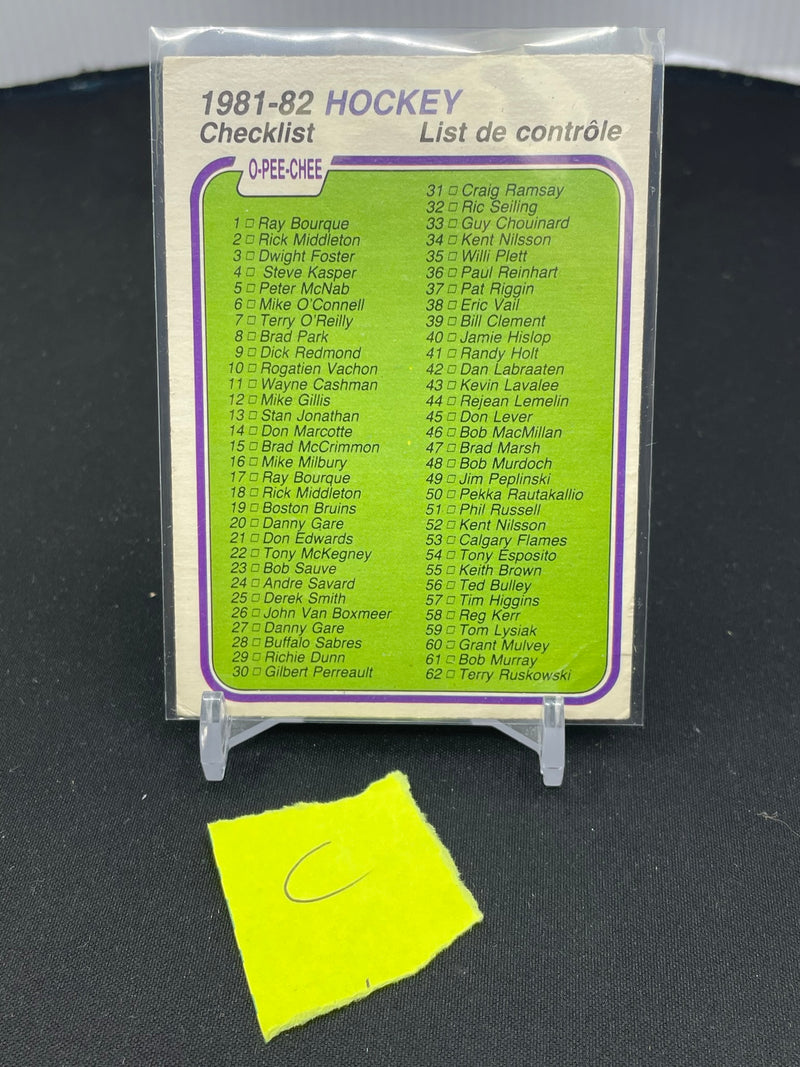 1981-82 HOCKEY
Checklist List de contrôle
O-PEE-CHEE
1 □ Ray Bourque
2 □ Rick Middleton
3 □ Dwight Foster
4 □ Steve Kasper
5 □ Peter McNab
6 □ Mike O'Connell
7 □ Terry O'Reilly
8 □ Brad Park
9 □ Dick Redmond
10 □ Rogatien Vachon
11 □ Wayne Cashman
12 □ Mike Gillis
13 □ Stan Jonathan
14 □ Don Marcotte
15 □ Brad McCrimmon
16 □ Mike Milbury
17 □ Ray Bourque
18 □ Rick Middleton
19 □ Boston Bruins
20 □ Danny Gare
21 □ Don Edwards
22 □ Tony McKegney
23 □ Bob Sauve
24 □ Andre Savard
25 □ Derek Smith
26 □ John Van Boxmeer
27 □ Danny Gare
28 □ Buffalo Sabres
29 □ Richie Dunn
30 □ Gilbert Perreault
31 □ Craig Ramsay
32 □ Ric Seiling
33 □ Guy Chouinard
34 □ Kent Nilsson
35 □ Willi Plett
36 □ Paul Reinhart
37 □ Pat Riggin
38 □ Eric Vail
39 □ Bill Clement
40 □ Jamie Hislop
41 □ Randy Holt
42 □ Dan Labraaten
43 □ Kevin Lavalee
44 □ Rejean Lemelin
45 □ Don Lever
46 □ Bob MacMillan
47 □ Brad Marsh
48 □ Bob Murdoch
49 □ Jim Peplinski
50 □ Pekka Rautakallio
51 □ Phil Russell
52 □ Kent Nilsson
53 □ Calgary Flames
54 □ Tony Esposito
55 □ Keith Brown
56 □ Ted Bulley
57 □ Tim Higgins
58 □ Reg Kerr
59 □ Tom Lysiak
60 □ Grant Mulvey
61 □ Bob Murray
62 □ Terry Ruskowski
C